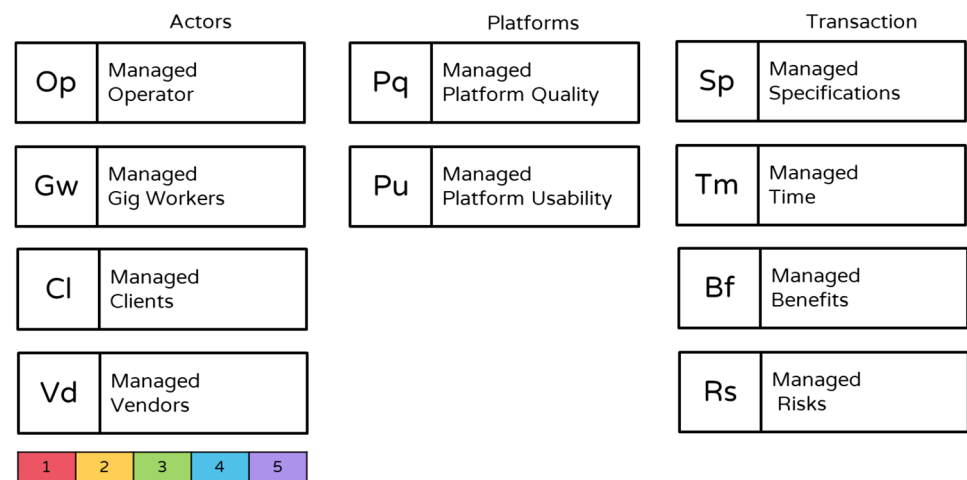 Actors
Op
Managed
Operator
Gw
Managed
Gig Workers
Cl
Managed
Clients
Vd
Managed
Vendors
1 2 3 4 5
Platforms
Pq
Managed
Platform Quality
Pu
Managed
Platform Usability
Transaction
Sp
Managed
Specifications
Tm
Managed
Time
Bf
Managed
Benefits
Rs
Managed
Risks